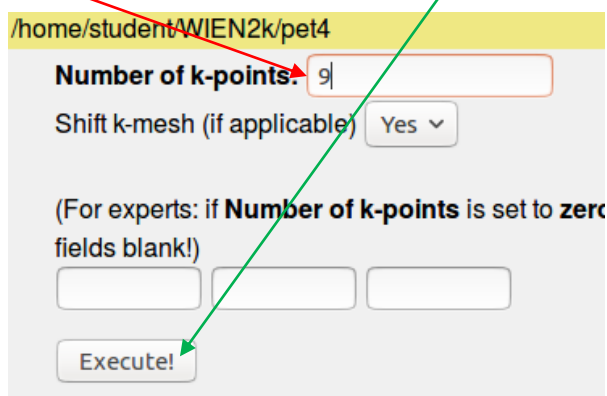 /home/student/WIEN2k/pet4
Number of k-points: 9
Shift k-mesh (if applicable) Yes
(For experts: if Number of k-points is set to zero
fields blank!)
Execute!